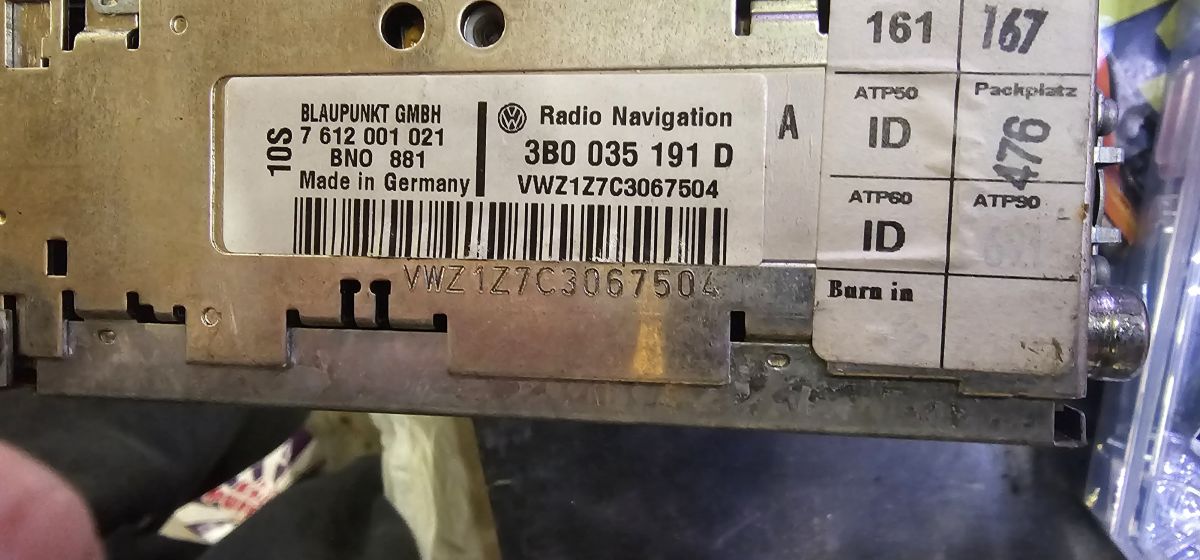 BLAUPUNKT GMBH
7 612 001 021
BNO 881
Made in Germany
10S
Radio Navigation
3B0 035 191 D
VWZ1Z7C3067504
A
VWZ1Z7C3067504
161
167
ATP50
ID
Packplatz
476
ATP60
ID
ATP90
Burn in